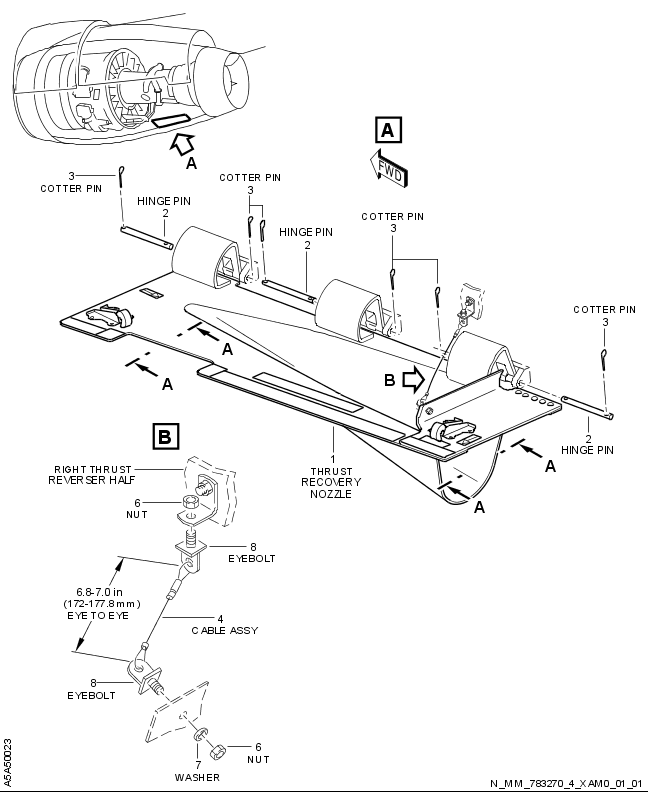 A
A
FWD
3
COTTER PIN
HINGE PIN
2
COTTER PIN
3
HINGE PIN
2
COTTER PIN
3
COTTER PIN
3
A
A
B
2
HINGE PIN
A
A
1
THRUST
RECOVERY
NOZZLE
B
RIGHT THRUST
REVERSER HALF
6
NUT
8
EYEBOLT
6.8-7.0 in
(172-177.8 mm)
EYE TO EYE
4
CABLE ASSY
8
EYEBOLT
6
NUT
7
WASHER
A5A50023
N_MM_783270_4_XAM0_01_01